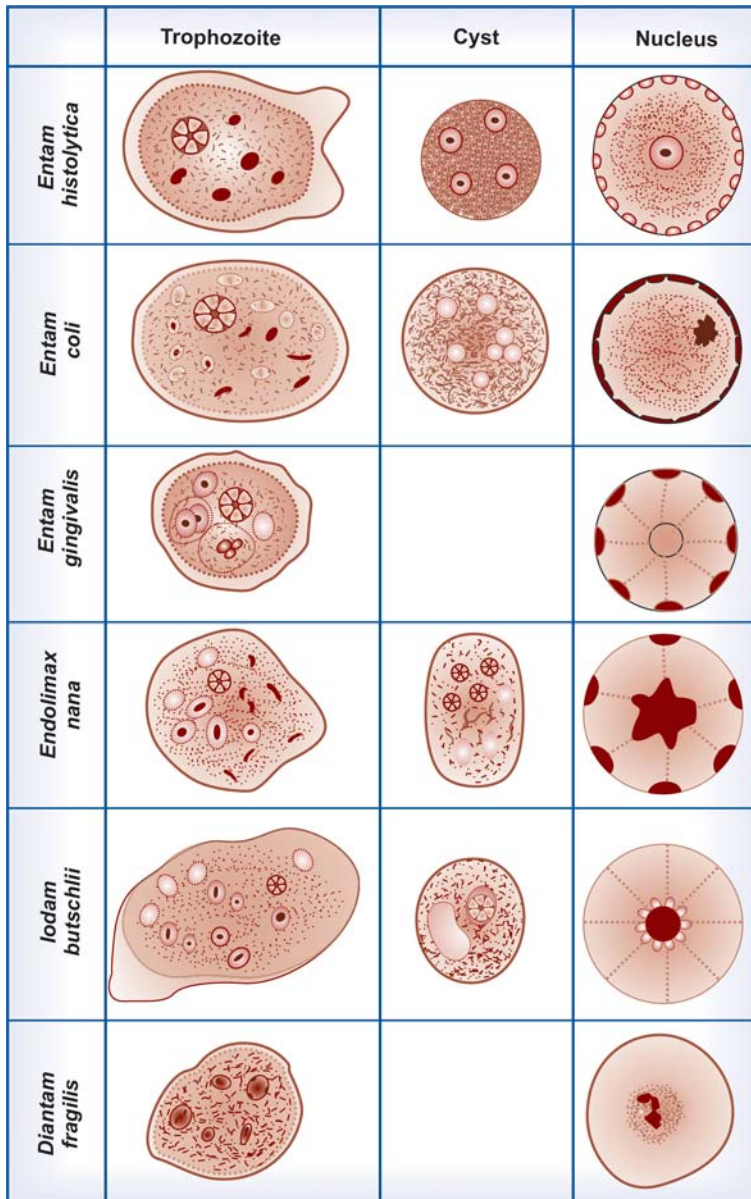 Trophozoite Cyst Nucleus
Entam
histolytica
Entam
coli
Entam
gingivalis
Endolimax
nana
Iodam
butschlii
Diantam
fragilis